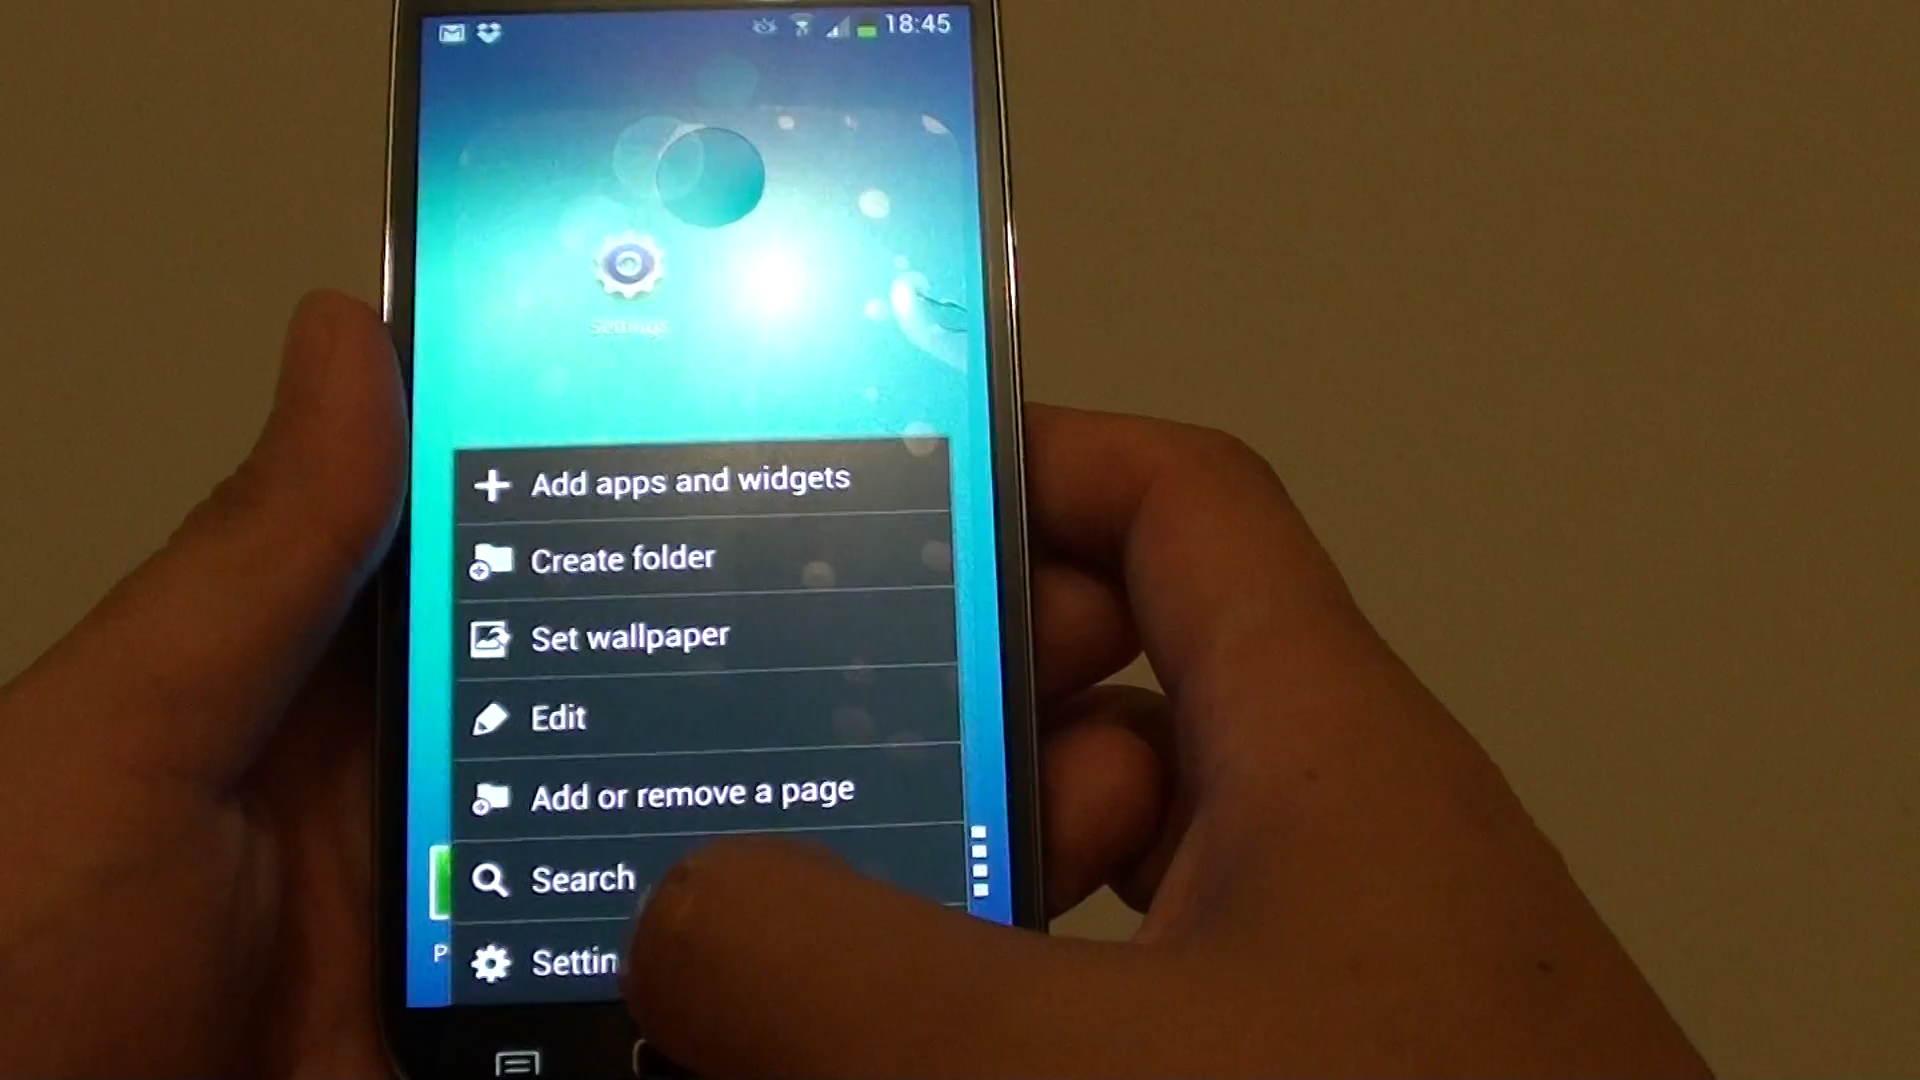 18:45
Settings
Add apps and widgets
Create folder
Set wallpaper
Edit
Add or remove a page
Search
P
Settin